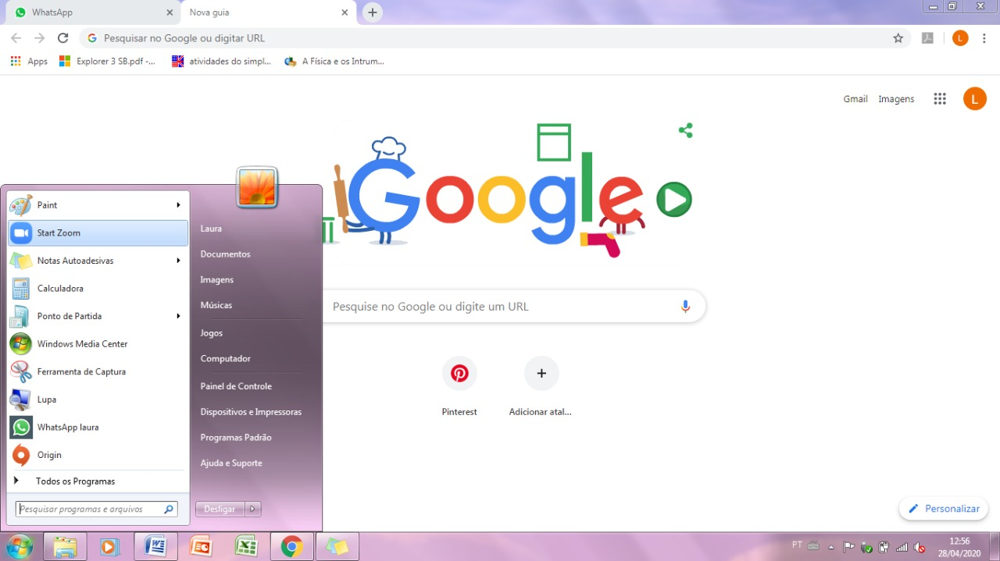 WhatsApp
Nova guia
Pesquisar no Google ou digitar URL
L
Apps
Explorer 3 SB.pdf -...
atividades do simpl...
A Física e os Intrum...
Gmail
Imagens
L
Google
Paint
Start Zoom
Notas Autoadesivas
Calculadora
Ponto de Partida
Windows Media Center
Ferramenta de Captura
Lupa
WhatsApp laura
Origin
Todos os Programas
Pesquisar programas e arquivos
Laura
Documentos
Imagens
Músicas
Jogos
Computador
Painel de Controle
Dispositivos e Impressoras
Programas Padrão
Ajuda e Suporte
Desligar
Pesquise no Google ou digite um URL
Pinterest
Adicionar atal...
Personalizar
PT
12:56
28/04/2020